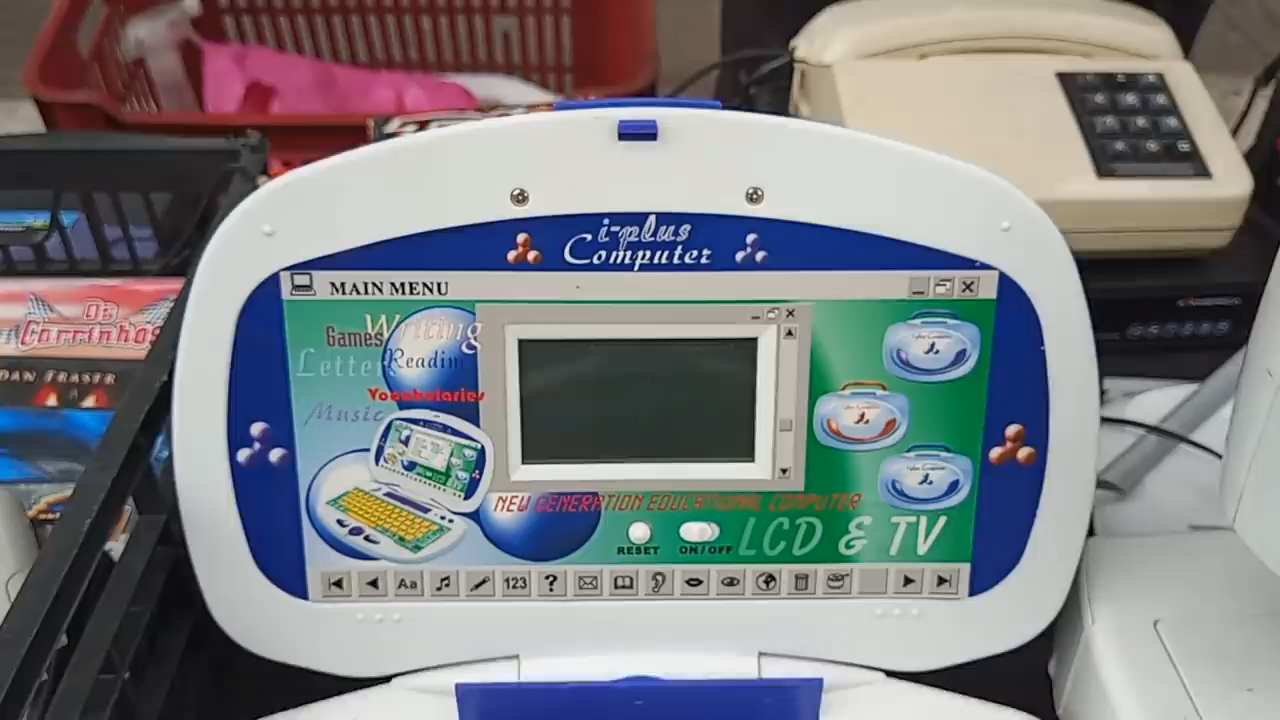 i-plus
Computer
MAIN MENU
Writing
Games
Reading
Letter
Vocabularies
Music
NEW GENERATION EDUCATIONAL COMPUTER
LCD & TV
RESET
ON/OFF
Aa
123
?
Os
Carrinhos
DAN FRASER